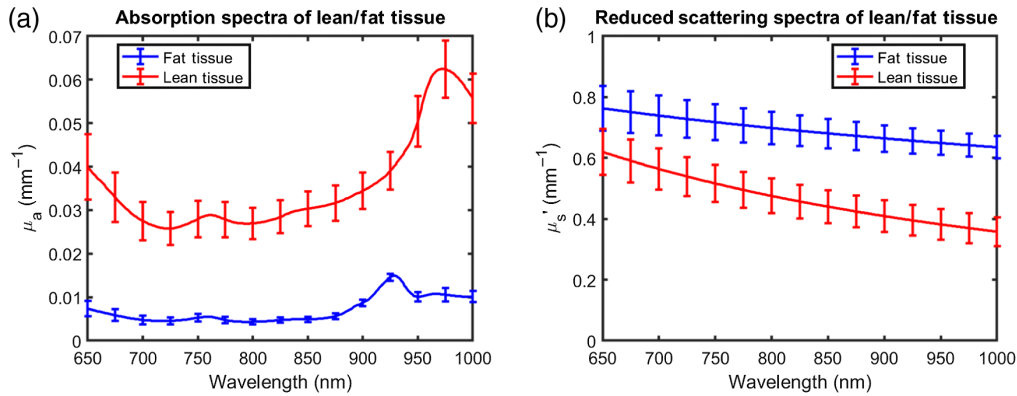 (a)
Absorption spectra of lean/fat tissue
0.07
0.06
0.05
0.04
0.03
0.02
0.01
0
μa (mm−1)
Fat tissue
Lean tissue
650 700 750 800 850 900 950 1000
Wavelength (nm)
(b)
Reduced scattering spectra of lean/fat tissue
1
0.8
0.6
0.4
0.2
0
μs' (mm−1)
Fat tissue
Lean tissue
650 700 750 800 850 900 950 1000
Wavelength (nm)